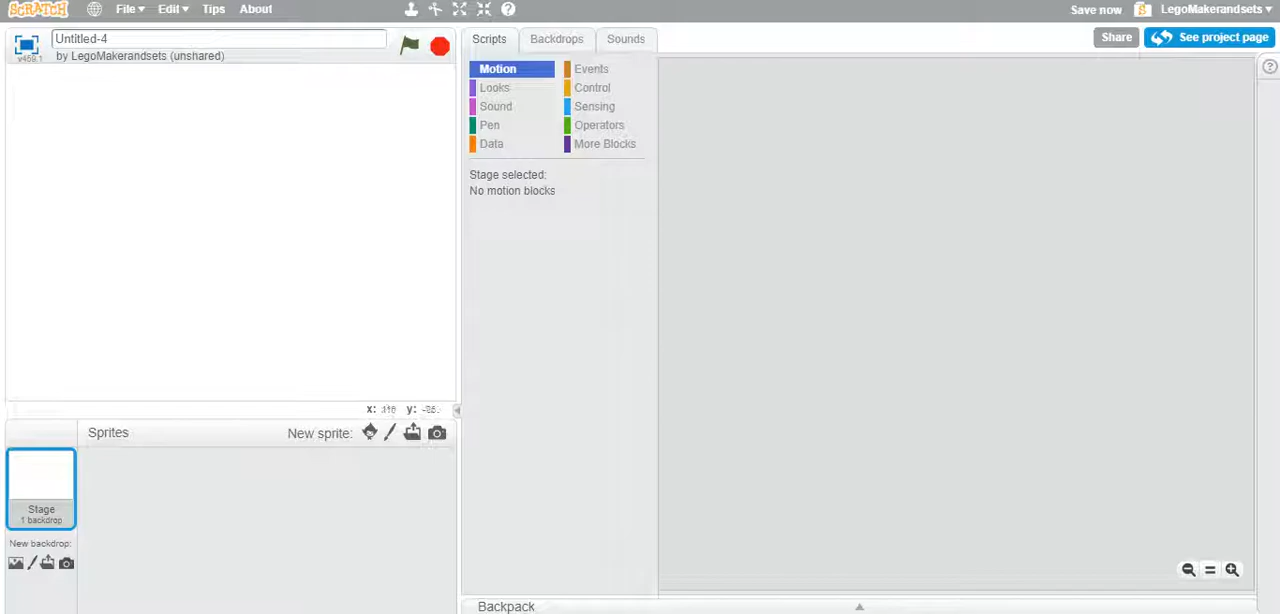 SCRATCH File Edit Tips About Save now LegoMakerandsets
Untitled-4
by LegoMakerandsets (unshared)
v459.1
Scripts Backdrops Sounds
Share See project page
Motion Events
Looks Control
Sound Sensing
Pen Operators
Data More Blocks
Stage selected:
No motion blocks
x: y:
Sprites New sprite:
Stage
1 backdrop
New backdrop:
Backpack